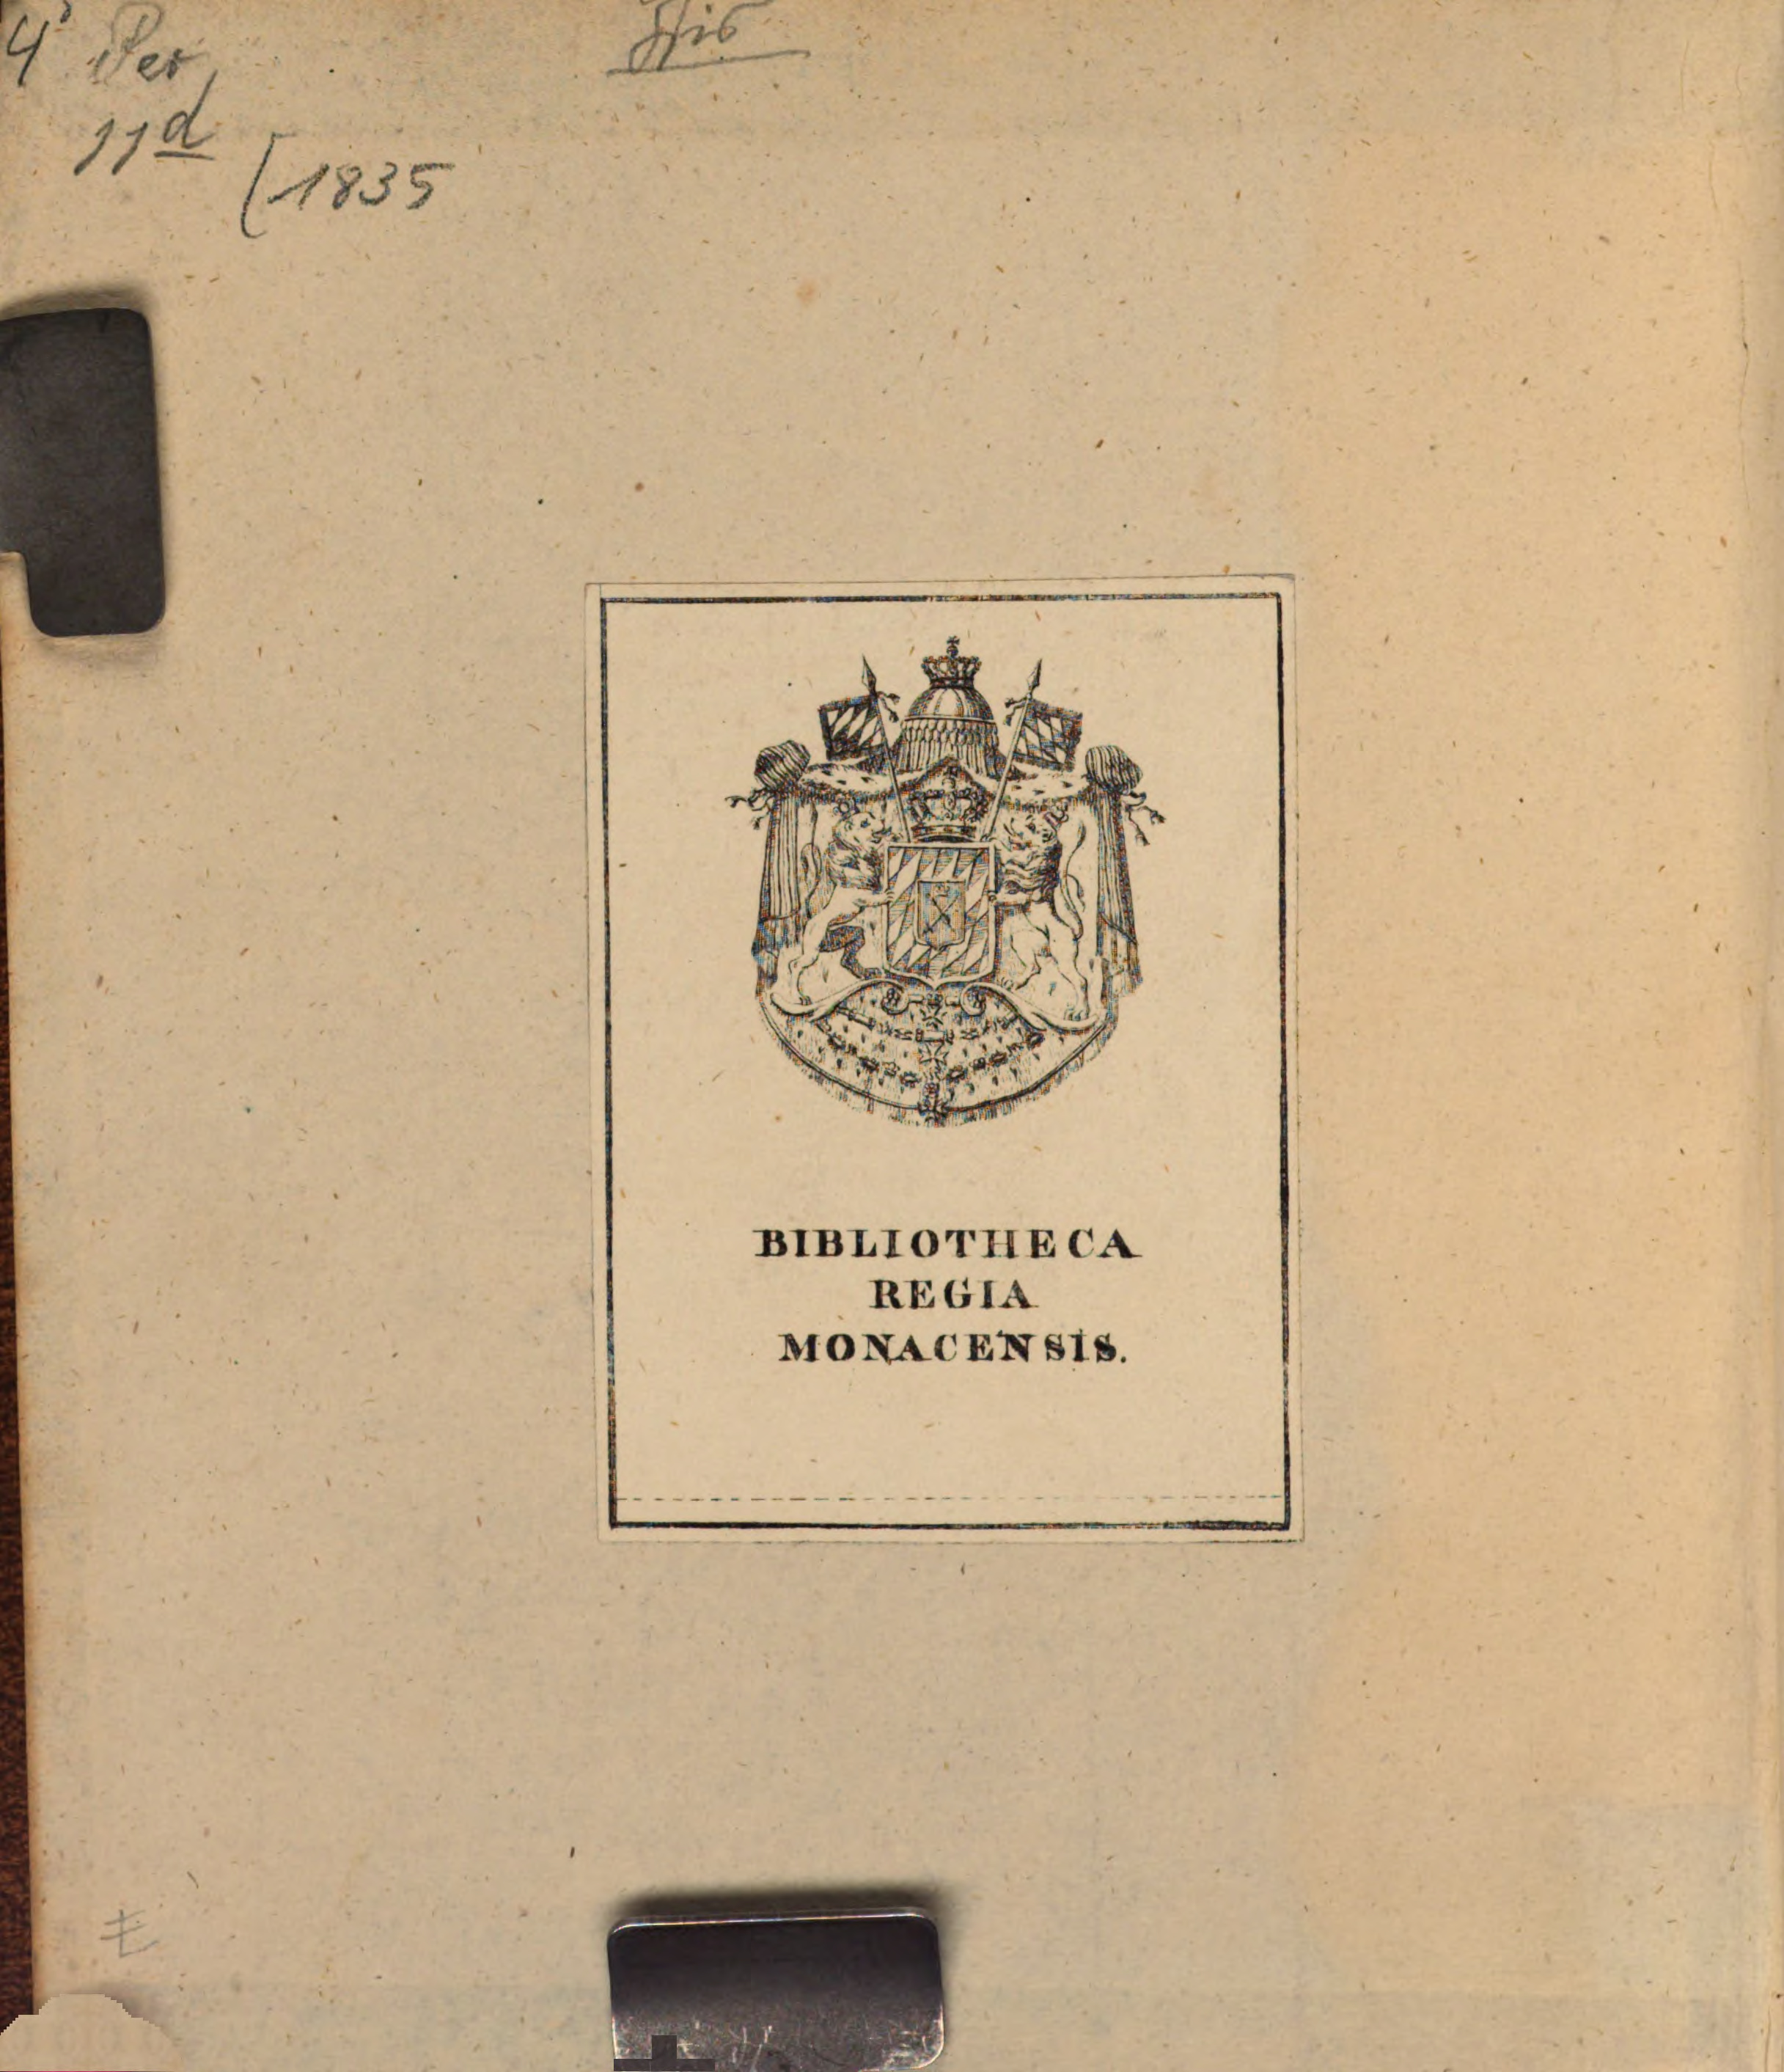 4° Per
11d
[1835
BIBLIOTHECA
REGIA
MONACENSIS.